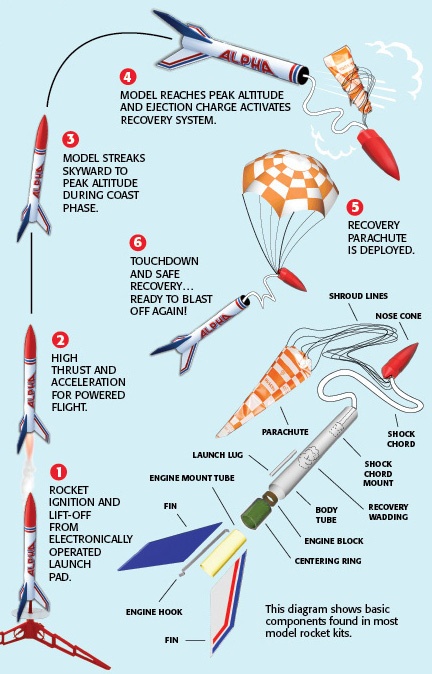 ALPHA
4
MODEL REACHES PEAK ALTITUDE
AND EJECTION CHARGE ACTIVATES
RECOVERY SYSTEM.
3
MODEL STREAKS
SKYWARD TO
PEAK ALTITUDE
DURING COAST
PHASE.
ALPHA
5
RECOVERY
PARACHUTE
IS DEPLOYED.
6
TOUCHDOWN
AND SAFE
RECOVERY...
READY TO BLAST
OFF AGAIN!
ALPHA
2
HIGH
THRUST AND
ACCELERATION
FOR POWERED
FLIGHT.
ALPHA
1
ROCKET
IGNITION AND
LIFT-OFF
FROM
ELECTRONICALLY
OPERATED
LAUNCH
PAD.
ALPHA
SHROUD LINES
NOSE CONE
PARACHUTE
SHOCK
CHORD
LAUNCH LUG
SHOCK
CHORD
MOUNT
ENGINE MOUNT TUBE
RECOVERY
WADDING
FIN
BODY
TUBE
ENGINE BLOCK
CENTERING RING
ENGINE HOOK
FIN
This diagram shows basic
components found in most
model rocket kits.